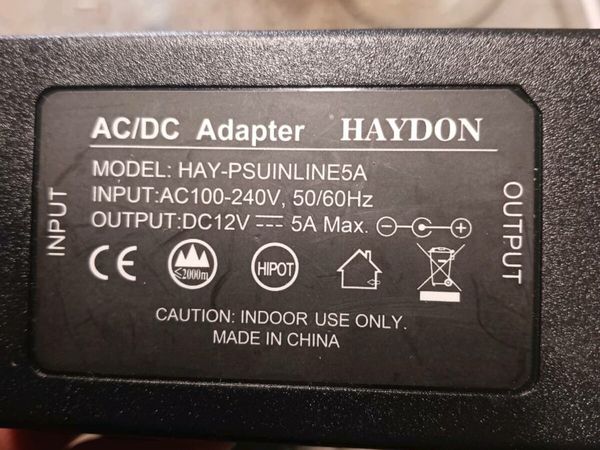 AC/DC Adapter HAYDON
MODEL: HAY-PSUINLINE5A
INPUT:AC100-240V, 50/60Hz
OUTPUT:DC12V ⎓ 5A Max.
INPUT
OUTPUT
CE
≤2000m
HIPOT
CAUTION: INDOOR USE ONLY.
MADE IN CHINA